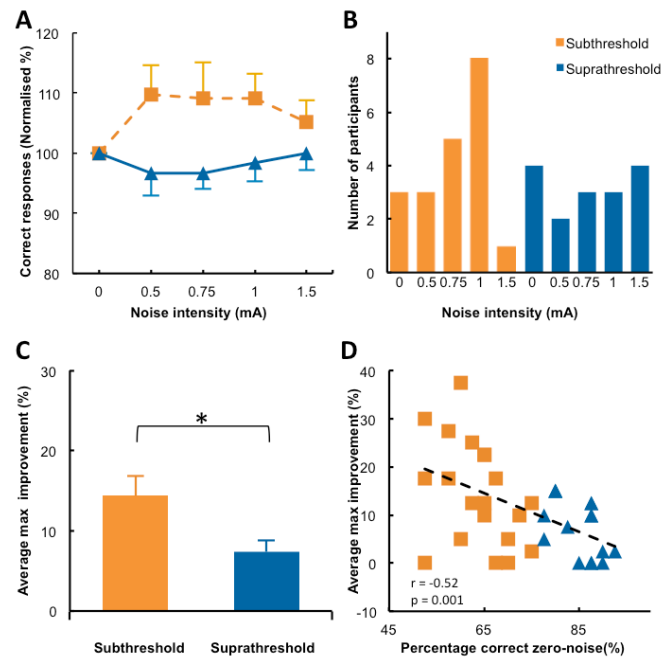 A
Correct responses (Normalised %)
120
110
100
90
80
0 0.5 0.75 1 1.5
Noise intensity (mA)
B
Subthreshold
Suprathreshold
Number of participants
8
6
4
2
0
0 0.5 0.75 1 1.5 0 0.5 0.75 1 1.5
Noise intensity (mA)
C
Average max improvement (%)
30
20
10
0
*
Subthreshold Suprathreshold
D
Average max improvement (%)
40
30
20
10
0
-10
r = -0.52
p = 0.001
45 65 85
Percentage correct zero-noise(%)